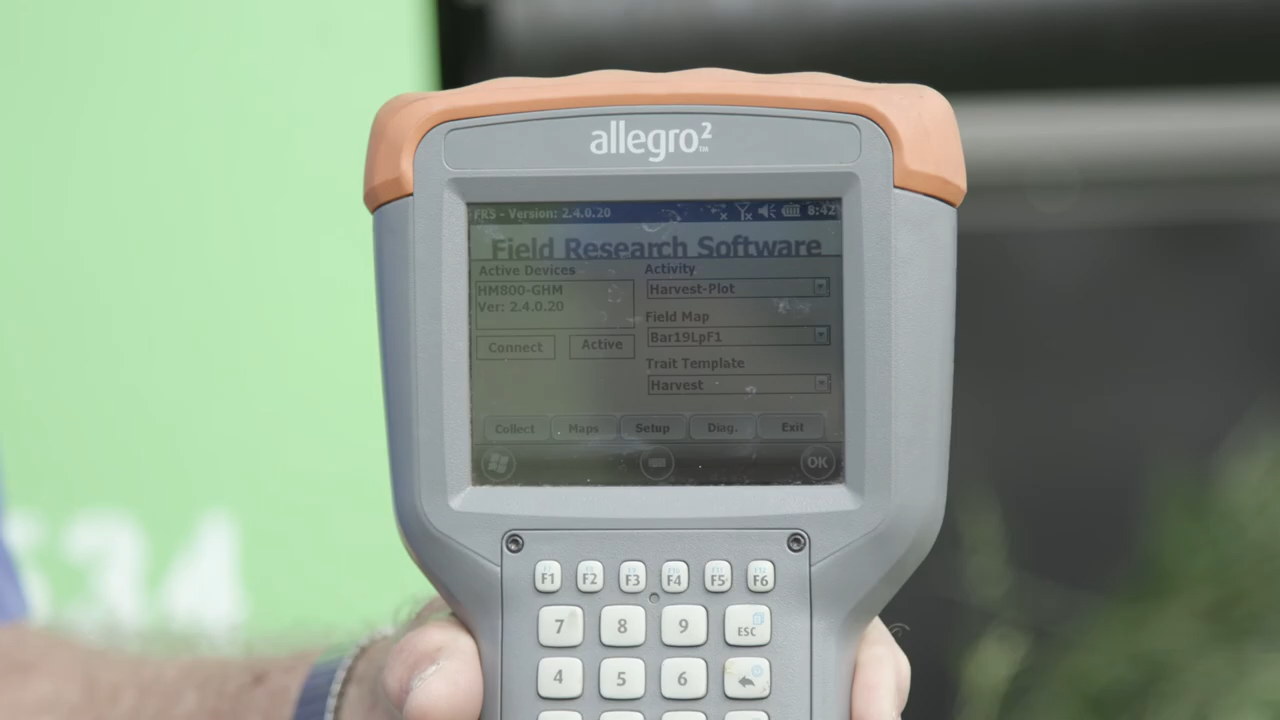 allegro²™
FRS - Version: 2.4.0.20 8:42
Field Research Software
Active Devices
HM800-GHM
Ver: 2.4.0.20
Connect
Active
Activity
Harvest-Plot
Field Map
Bar19LpF1
Trait Template
Harvest
Collect Maps Setup Diag. Exit
OK
F1 F2 F3 F4 F5 F6
7 8 9 ESC
4 5 6
534